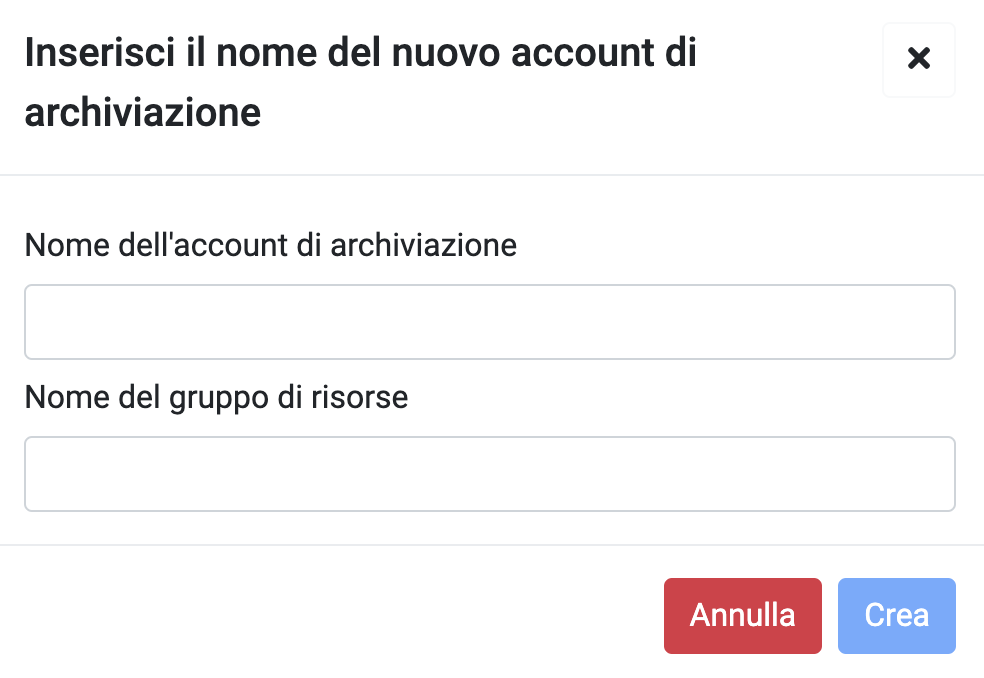 Inserisci il nome del nuovo account di
archiviazione
Nome dell'account di archiviazione
Nome del gruppo di risorse
Annulla
Crea